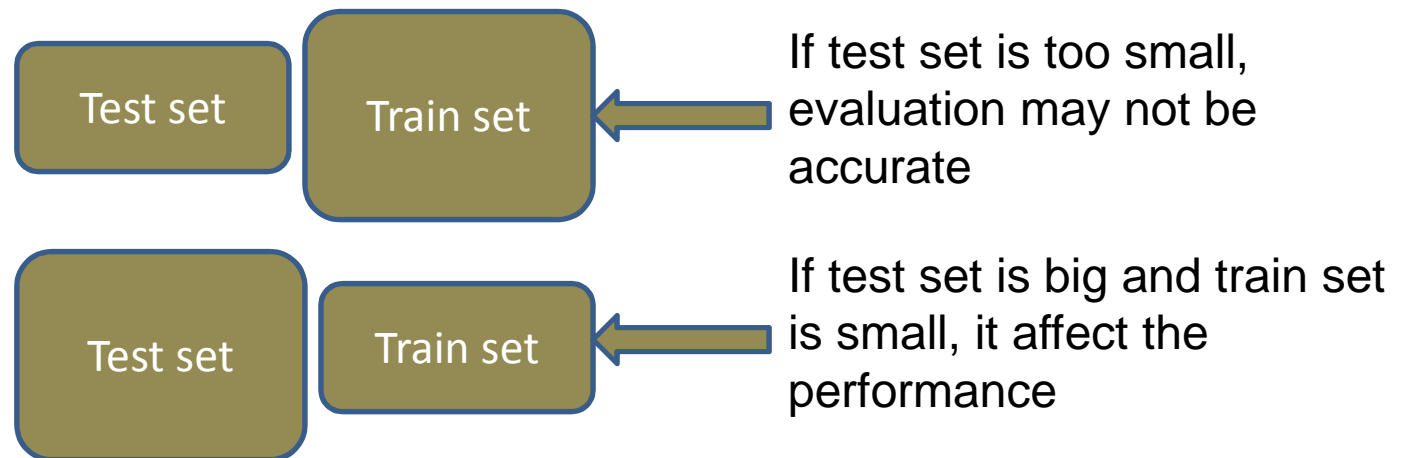 Test set
Train set
If test set is too small,
evaluation may not be
accurate
Test set
Train set
If test set is big and train set
is small, it affect the
performance